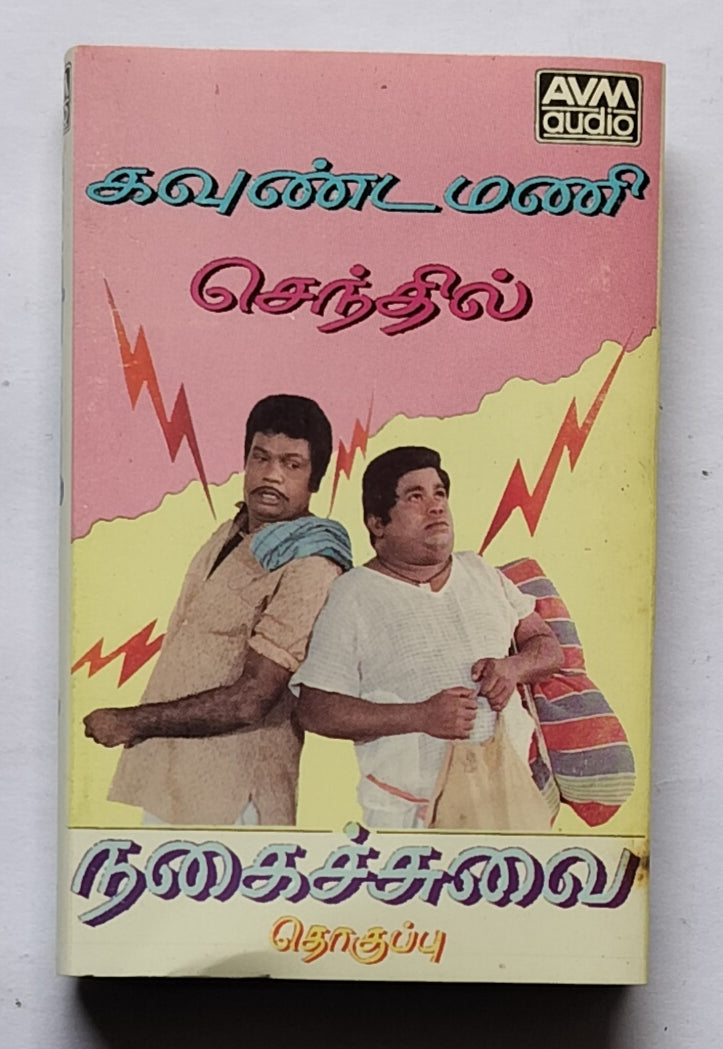 AVM
audio
கவுண்டமணி
செந்தில்
நகைச்சுவை
தொகுப்பு